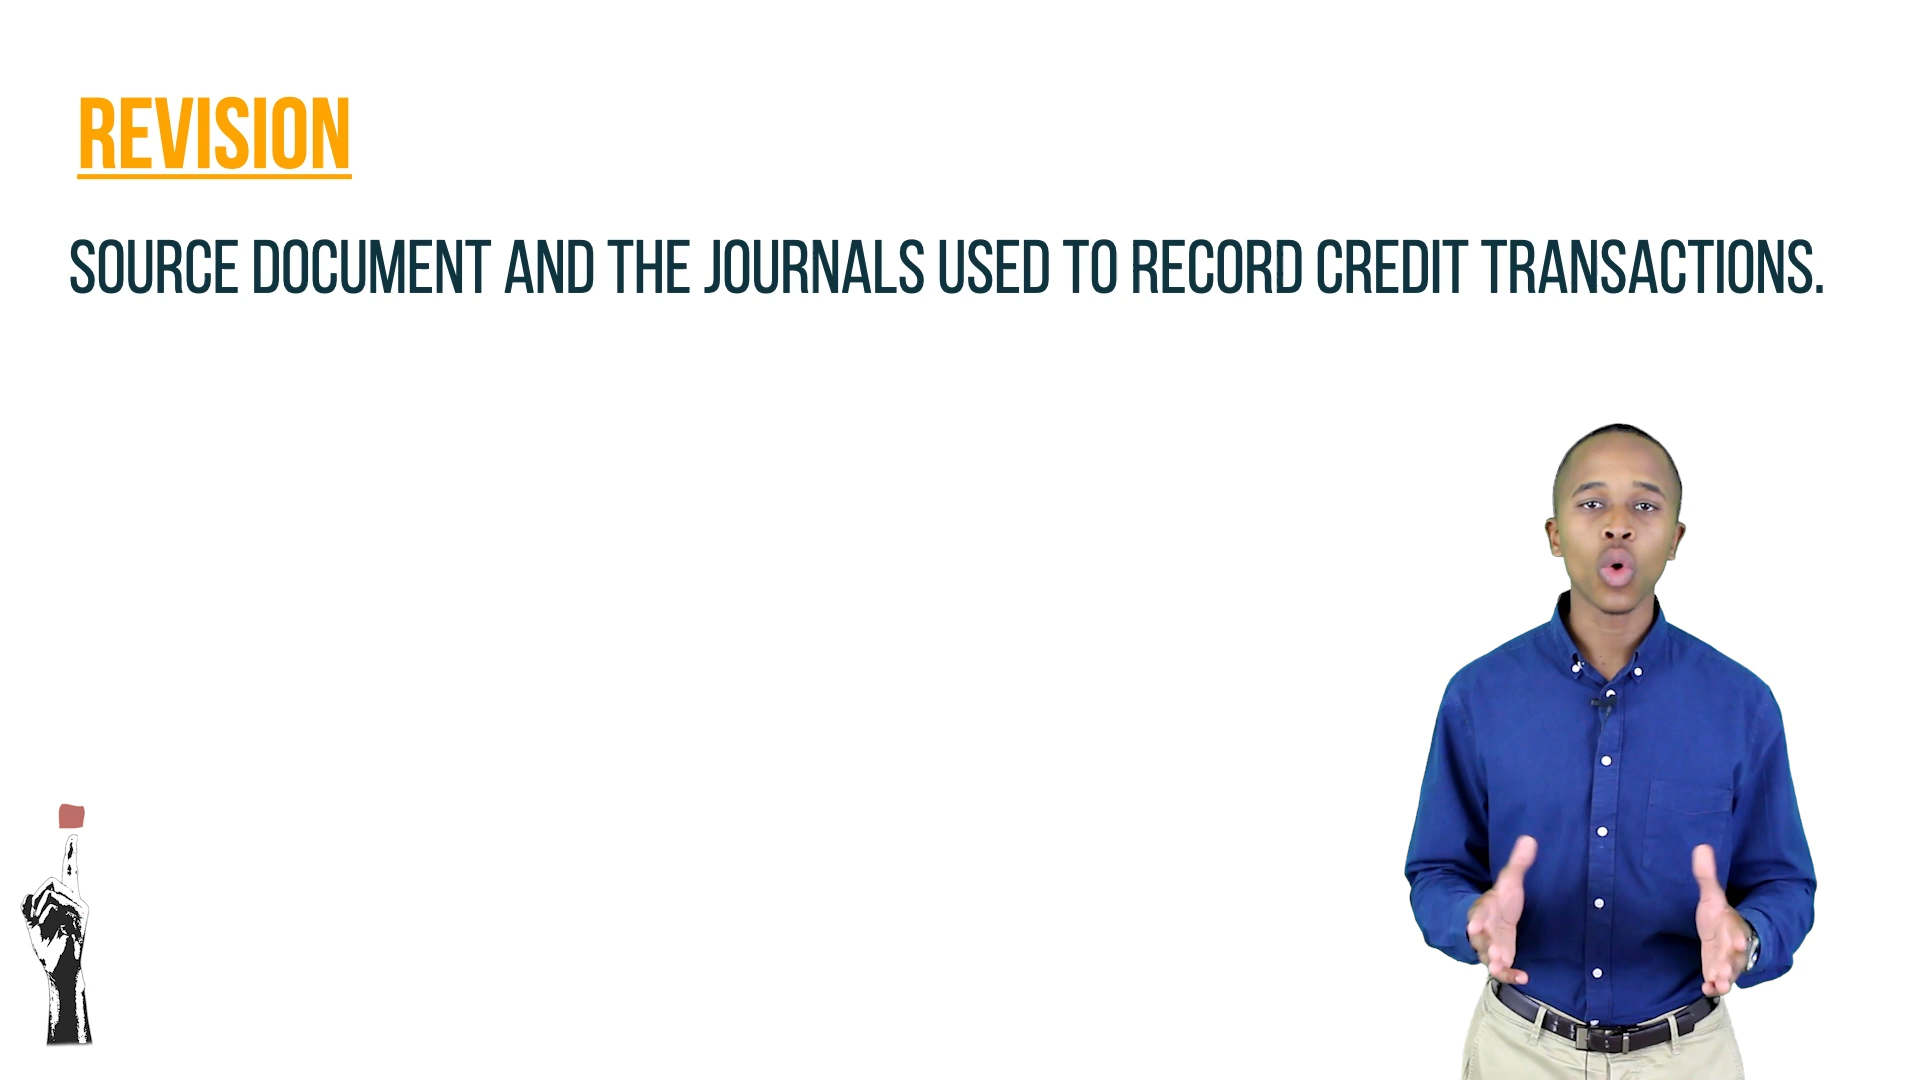 REVISION
SOURCE DOCUMENT AND THE JOURNALS USED TO RECORD CREDIT TRANSACTIONS.